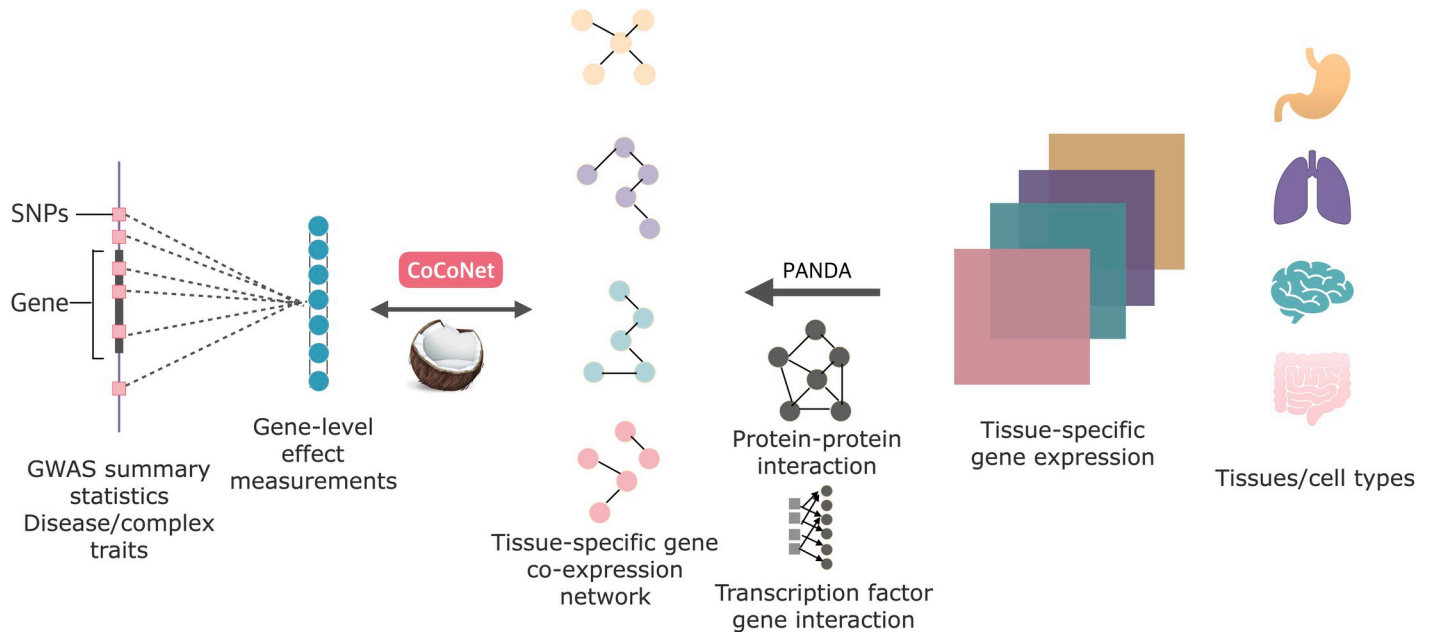 SNPs
Gene
GWAS summary
statistics
Disease/complex
traits
Gene-level
effect
measurements
CoCoNet
Tissue-specific gene
co-expression
network
PANDA
Protein-protein
interaction
Transcription factor
gene interaction
Tissue-specific
gene expression
Tissues/cell types